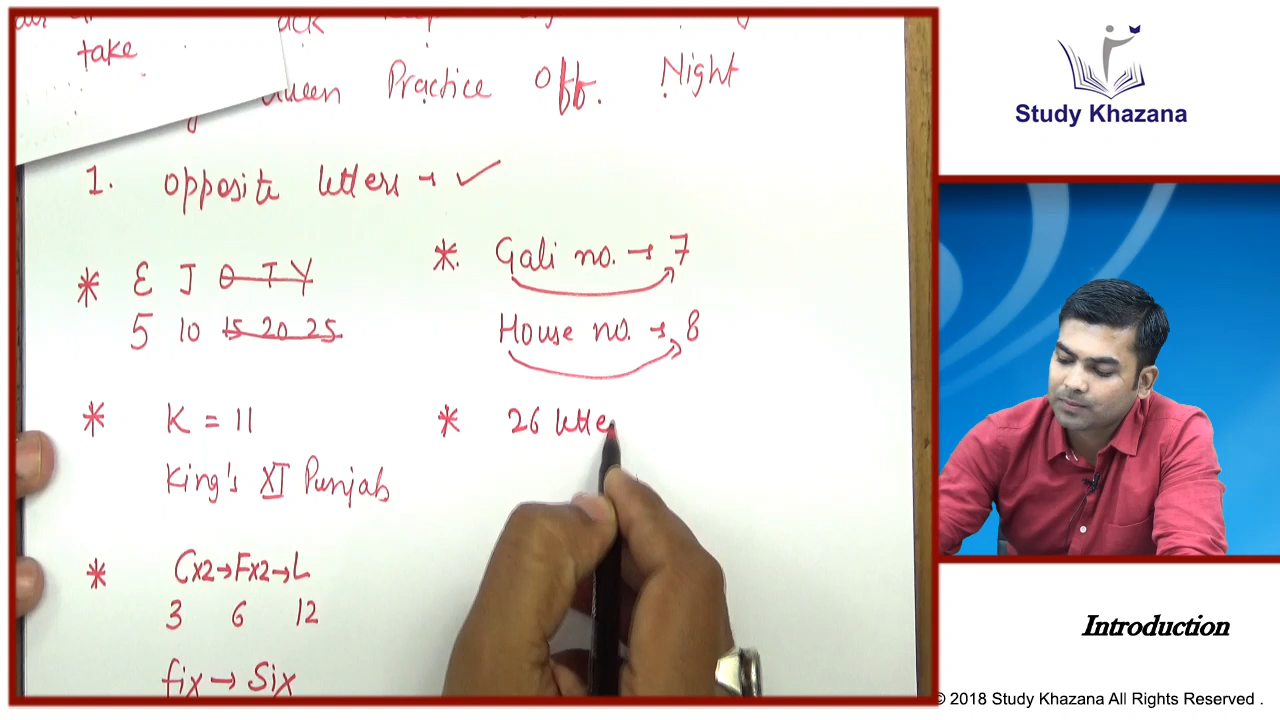 take
Practice Off. Night
1. opposite letters → ✓
* E J O T Y
5 10 15 20 25
* K = 11
King's XI Punjab
* Cx2→Fx2→L
3 6 12
fix → Six
*. Gali no. → 7
House no. → 8
* 26 lette
Study Khazana
Introduction
© 2018 Study Khazana All Rights Reserved .